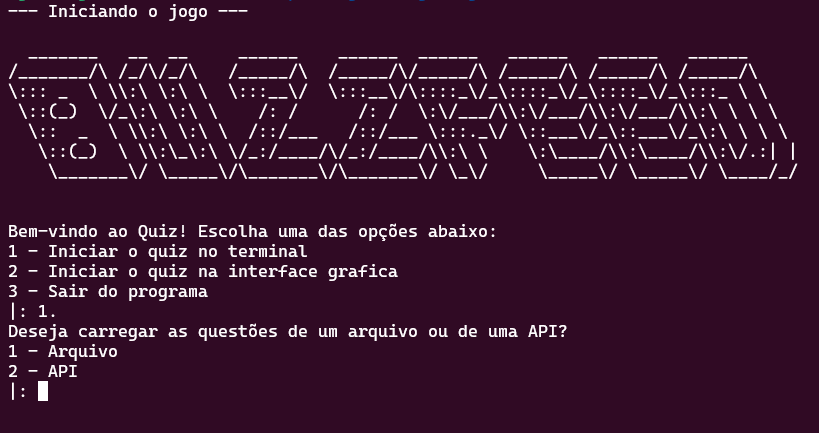 --- Iniciando o jogo ---
Bem-vindo ao Quiz! Escolha uma das opções abaixo:
1 - Iniciar o quiz no terminal
2 - Iniciar o quiz na interface grafica
3 - Sair do programa
|: 1.
Deseja carregar as questões de um arquivo ou de uma API?
1 - Arquivo
2 - API
|: